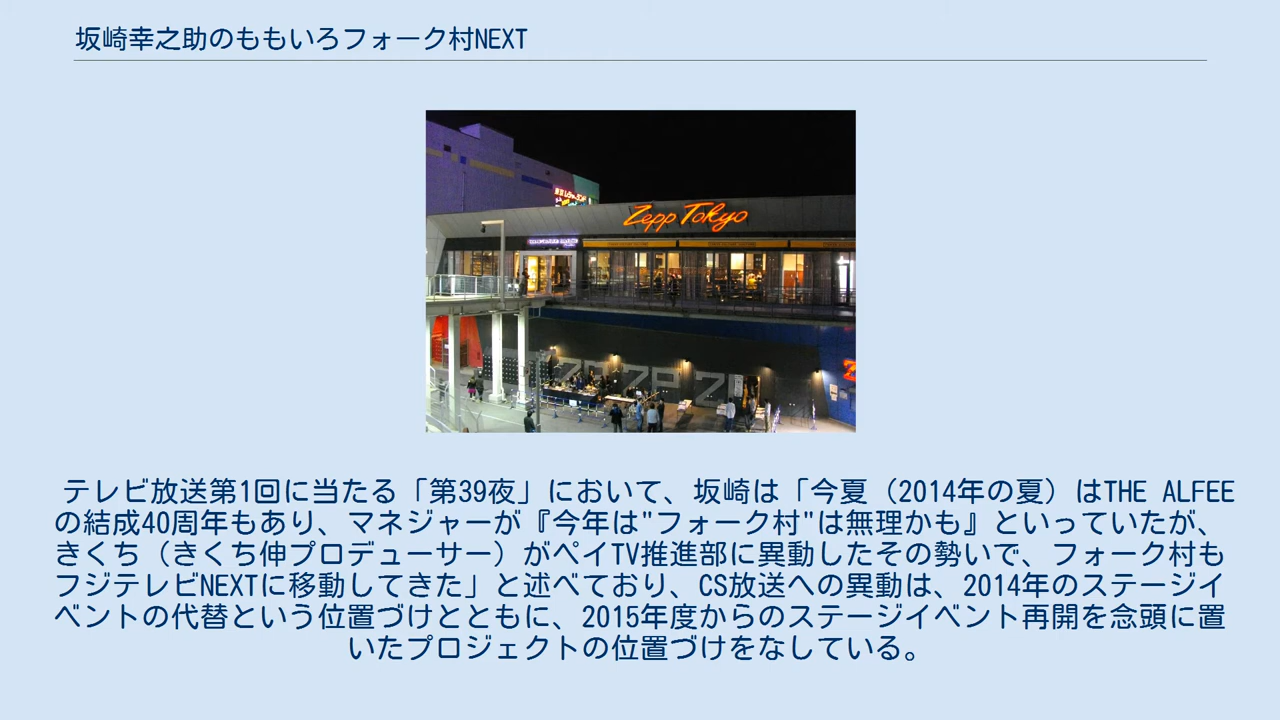 坂崎幸之助のももいろフォーク村NEXT
Zepp Tokyo
テレビ放送第1回に当たる「第39夜」において、坂崎は「今夏（2014年の夏）はTHE ALFEE
の結成40周年もあり、マネジャーが『今年は"フォーク村"は無理かも』といっていたが、
きくち（きくち伸プロデューサー）がペイTV推進部に異動したその勢いで、フォーク村も
フジテレビNEXTに移動してきた」と述べており、CS放送への異動は、2014年のステージイ
ベントの代替という位置づけとともに、2015年度からのステージイベント再開を念頭に置
いたプロジェクトの位置づけをなしている。